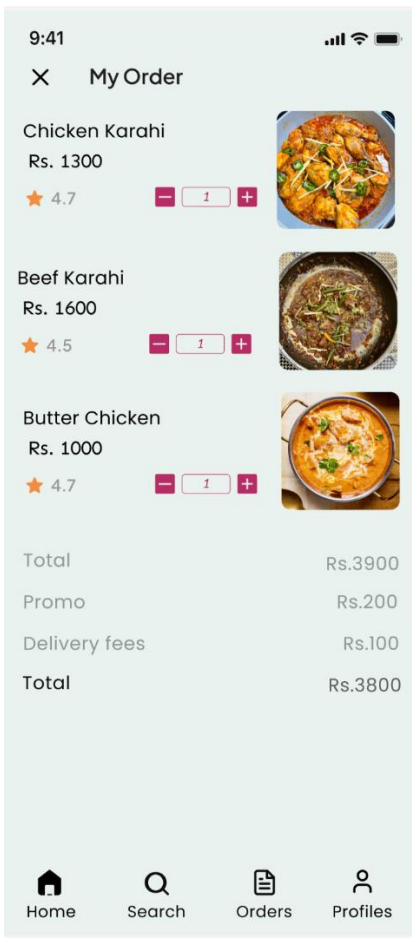 9:41
My Order
Chicken Karahi
Rs. 1300
4.7
1
Beef Karahi
Rs. 1600
4.5
1
Butter Chicken
Rs. 1000
4.7
1
Total Rs.3900
Promo Rs.200
Delivery fees Rs.100
Total Rs.3800
Home Search Orders Profiles